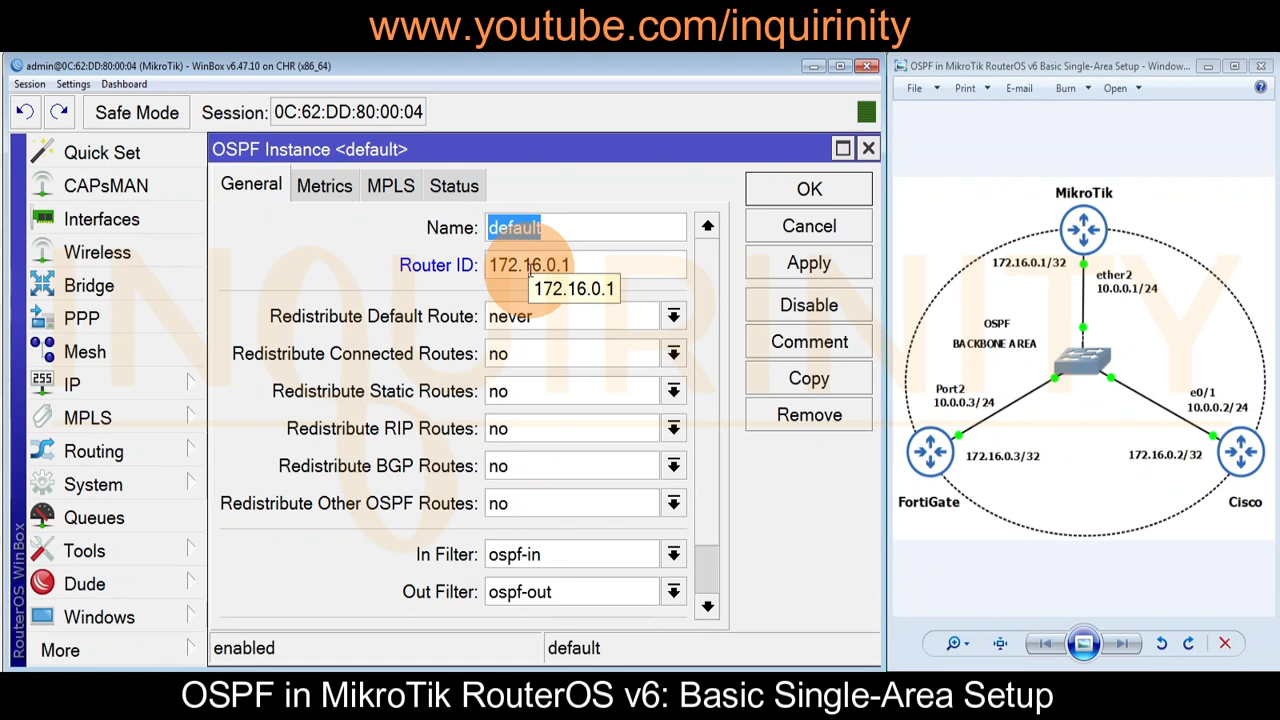 www.youtube.com/inquirinity
admin@0C:62:DD:80:00:04 (MikroTik) - WinBox v6.47.10 on CHR (x86_64)
Session Settings Dashboard
Safe Mode Session: 0C:62:DD:80:00:04
Quick Set
CAPsMAN
Interfaces
Wireless
Bridge
PPP
Mesh
255 IP
MPLS
Routing
System
Queues
Tools
Dude
Windows
More
RouterOS WinBox
OSPF Instance <default>
General Metrics MPLS Status
Name: default
Router ID: 172.16.0.1
172.16.0.1
Redistribute Default Route: never
Redistribute Connected Routes: no
Redistribute Static Routes: no
Redistribute RIP Routes: no
Redistribute BGP Routes: no
Redistribute Other OSPF Routes: no
In Filter: ospf-in
Out Filter: ospf-out
OK
Cancel
Apply
Disable
Comment
Copy
Remove
enabled default
INQUIRINITY
OSPF in MikroTik RouterOS v6 Basic Single-Area Setup - Window...
File Print E-mail Burn Open
MikroTik
172.16.0.1/32
ether2
10.0.0.1/24
OSPF
BACKBONE AREA
Port2
10.0.0.3/24
e0/1
10.0.0.2/24
172.16.0.3/32
172.16.0.2/32
FortiGate
Cisco
OSPF in MikroTik RouterOS v6: Basic Single-Area Setup